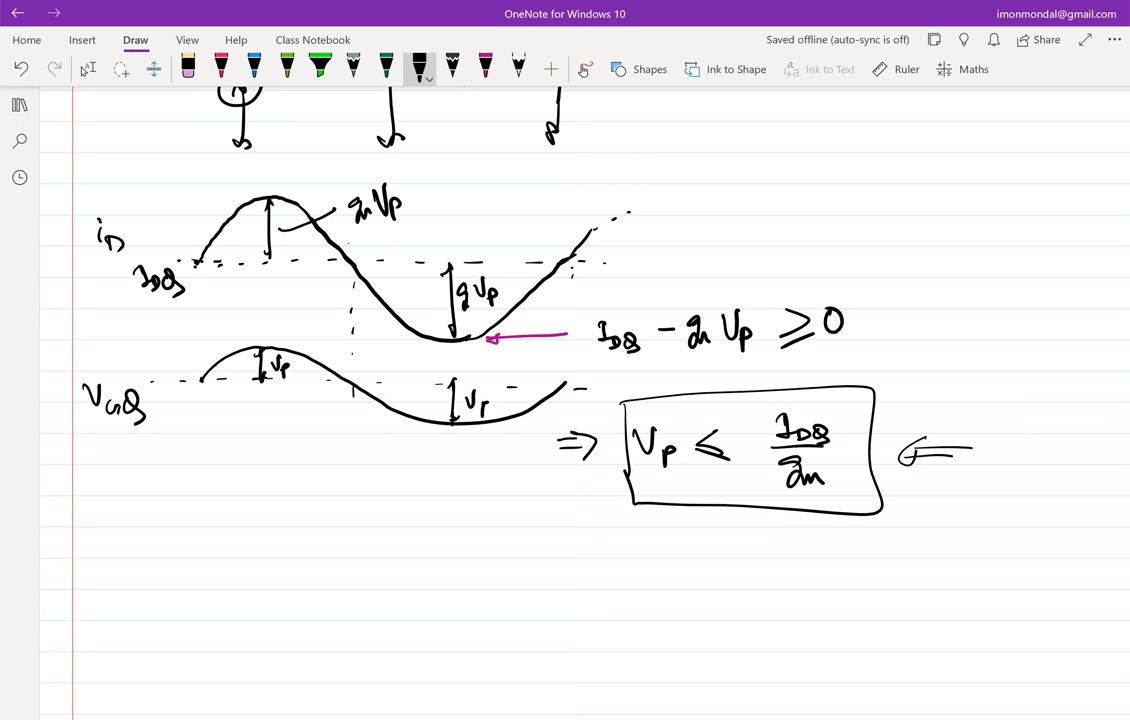 OneNote for Windows 10
imonmondal@gmail.com
Home Insert Draw View Help Class Notebook
Saved offline (auto-sync is off) Share
Shapes Ink to Shape Ink to Text Ruler Maths
gm Vp
iD
IDQ
gm Vp
IDQ - gm Vp ≥ 0
Vp
VGSQ
Vp
⇒ Vp ≤ IDQ / gm ⇐